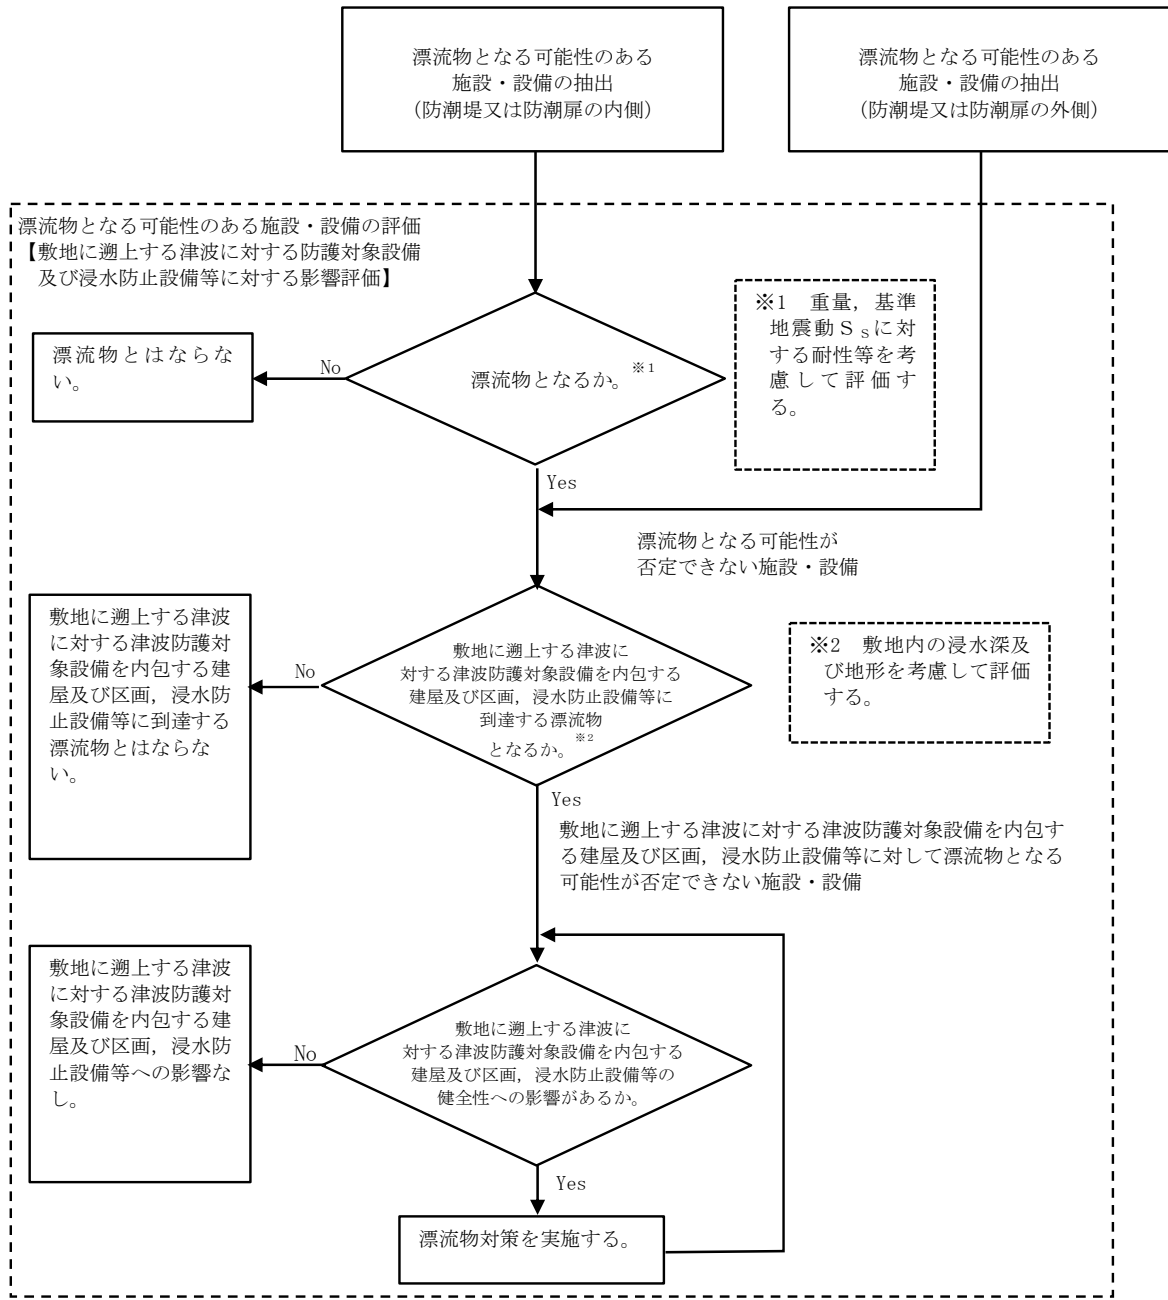 漂流物となる可能性のある
施設・設備の抽出
（防潮堤又は防潮扉の内側）
漂流物となる可能性のある
施設・設備の抽出
（防潮堤又は防潮扉の外側）
漂流物となる可能性のある施設・設備の評価
【敷地に遡上する津波に対する防護対象設備
及び浸水防止設備等に対する影響評価】
※1 重量，基準
地震動Ｓsに対
する耐性等を考
慮して評価す
る。
漂流物とはならな
い。
No
漂流物となるか。※1
Yes
漂流物となる可能性が
否定できない施設・設備
敷地に遡上する津波
に対する津波防護対
象設備を内包する建
屋及び区画，浸水防
止設備等に到達する
漂流物とはならな
い。
No
敷地に遡上する津波に
対する津波防護対象設備を内包する
建屋及び区画，浸水防止設備等に
到達する漂流物
となるか。※2
※2 敷地内の浸水深及
び地形を考慮して評価
する。
Yes
敷地に遡上する津波に対する津波防護対象設備を内包す
る建屋及び区画，浸水防止設備等に対して漂流物となる
可能性が否定できない施設・設備
敷地に遡上する津波
に対する津波防護対
象設備を内包する建
屋及び区画，浸水防
止設備等への影響な
し。
No
敷地に遡上する津波に
対する津波防護対象設備を内包する
建屋及び区画，浸水防止設備等の
健全性への影響があるか。
Yes
漂流物対策を実施する。